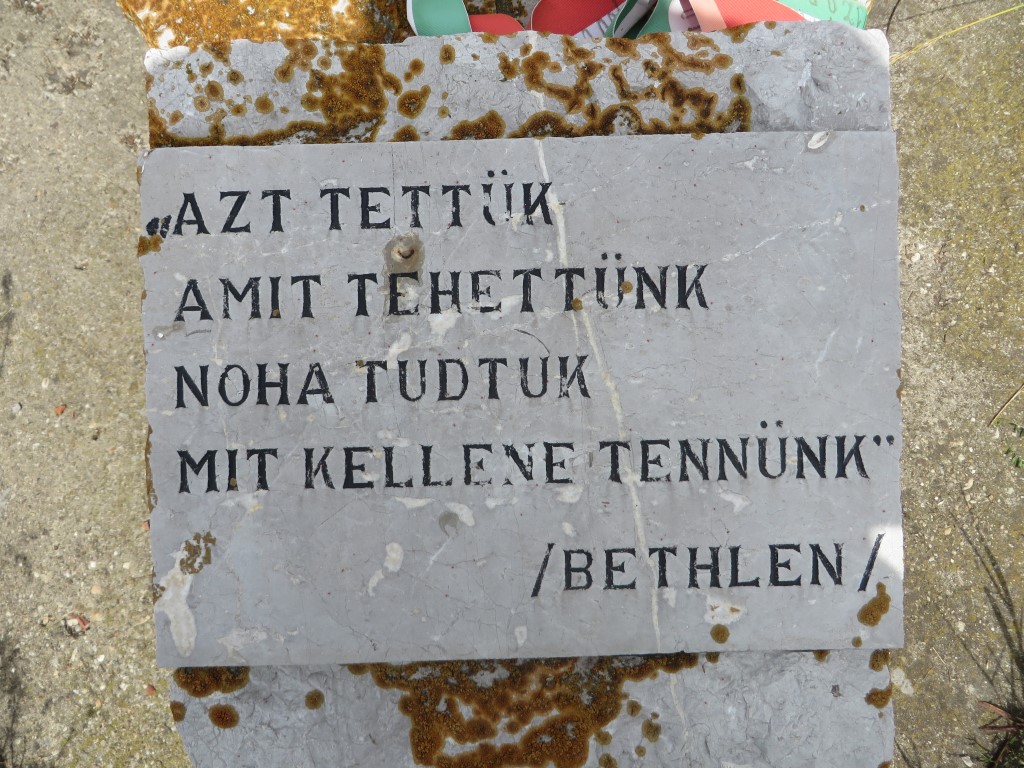 „AZT TETTÜK
AMIT TEHETTÜNK
NOHA TUDTUK
MIT KELLENE TENNÜNK”
/BETHLEN/